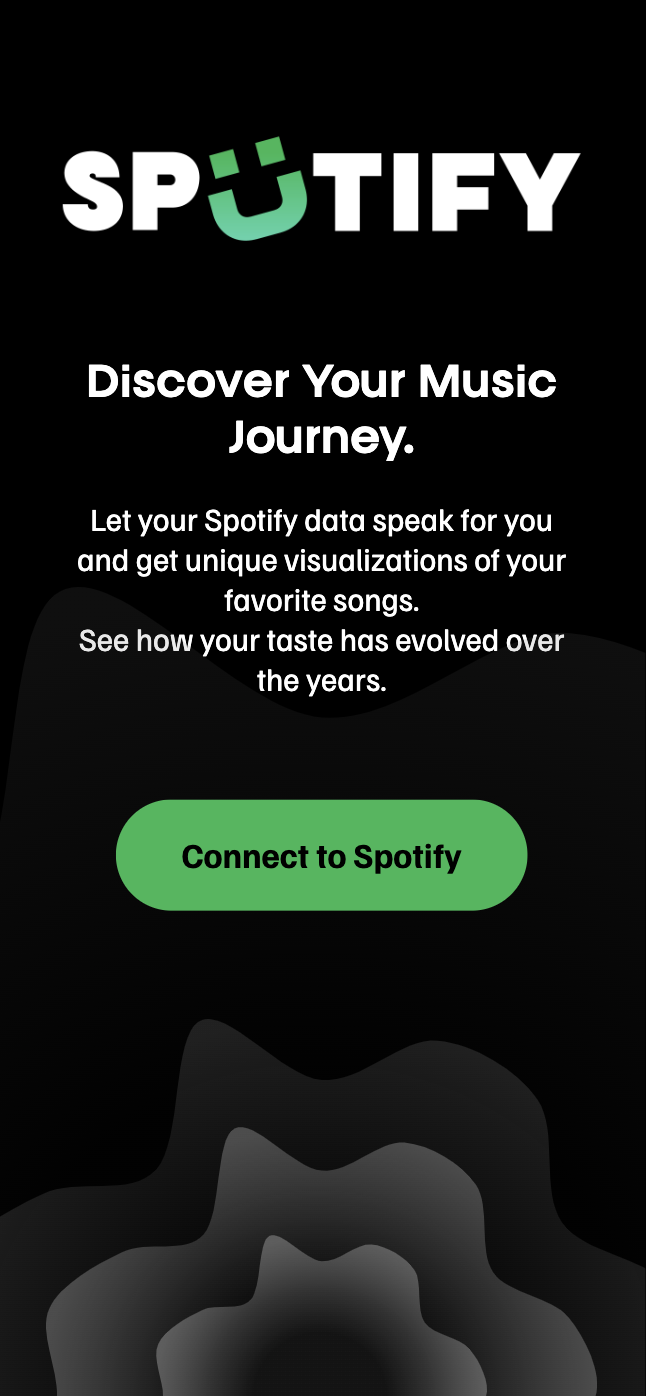 SPÜTIFY
Discover Your Music
Journey.
Let your Spotify data speak for you
and get unique visualizations of your
favorite songs.
See how your taste has evolved over
the years.
Connect to Spotify